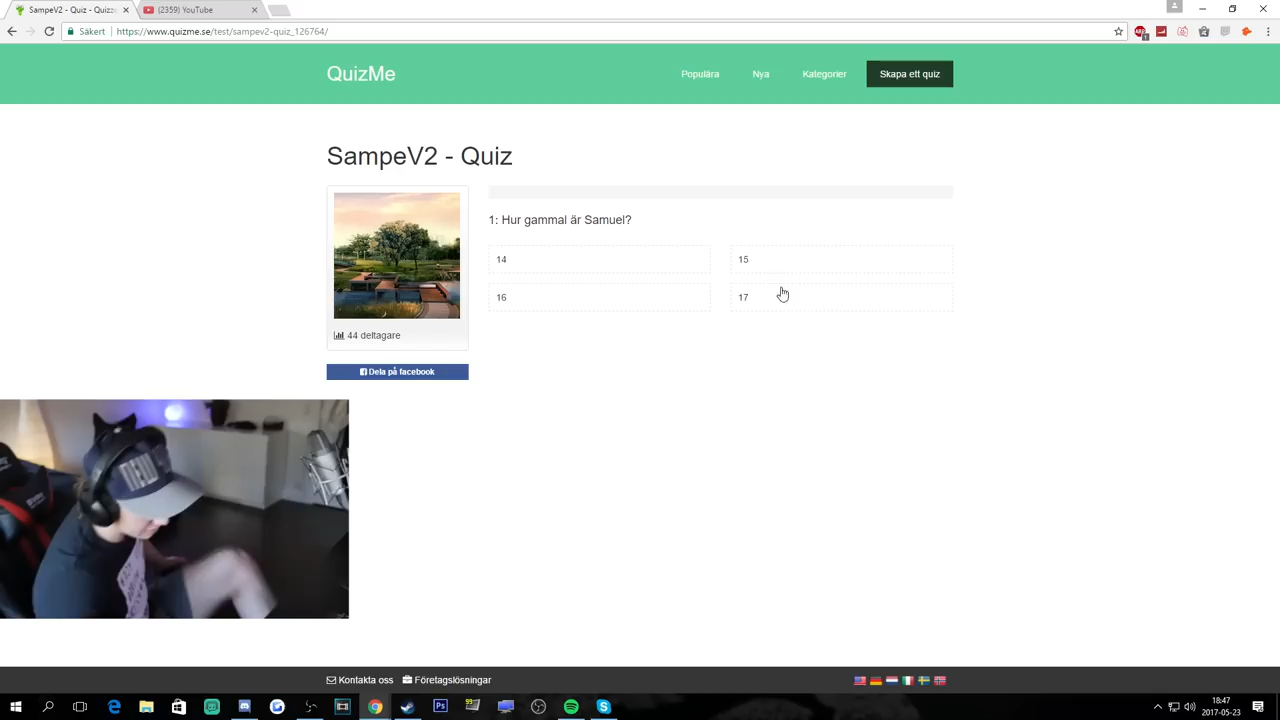 SampeV2 - Quiz - Quizz
(2359) YouTube
Säkert
https://www.quizme.se/test/sampev2-quiz_126764/
QuizMe
Populära
Nya
Kategorier
Skapa ett quiz
SampeV2 - Quiz
1: Hur gammal är Samuel?
14
15
16
17
44 deltagare
Dela på facebook
Kontakta oss
Företagslösningar
18:47
2017-05-23